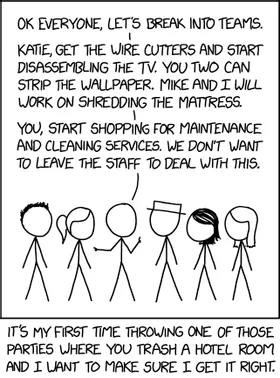 OK EVERYONE, LET'S BREAK INTO TEAMS.
KATIE, GET THE WIRE CUTTERS AND START
DISASSEMBLING THE TV. YOU TWO CAN
STRIP THE WALLPAPER. MIKE AND I WILL
WORK ON SHREDDING THE MATTRESS.
YOU, START SHOPPING FOR MAINTENANCE
AND CLEANING SERVICES. WE DON'T WANT
TO LEAVE THE STAFF TO DEAL WITH THIS.
IT'S MY FIRST TIME THROWING ONE OF THOSE
PARTIES WHERE YOU TRASH A HOTEL ROOM
AND I WANT TO MAKE SURE I GET IT RIGHT.